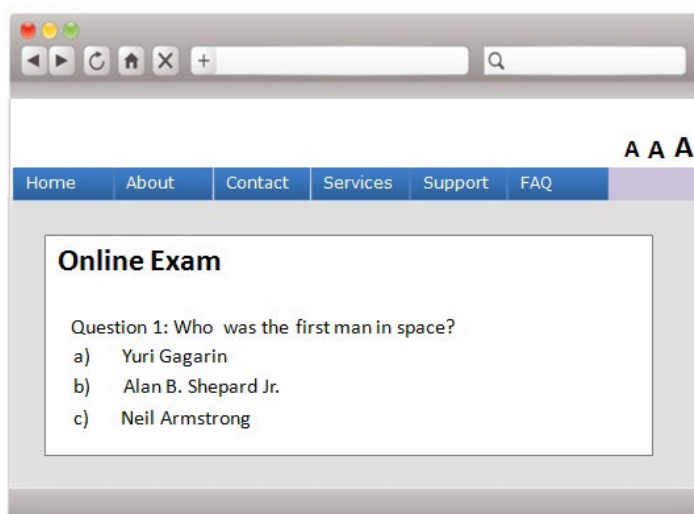 A A A
Home About Contact Services Support FAQ
Online Exam
Question 1: Who was the first man in space?
a) Yuri Gagarin
b) Alan B. Shepard Jr.
c) Neil Armstrong